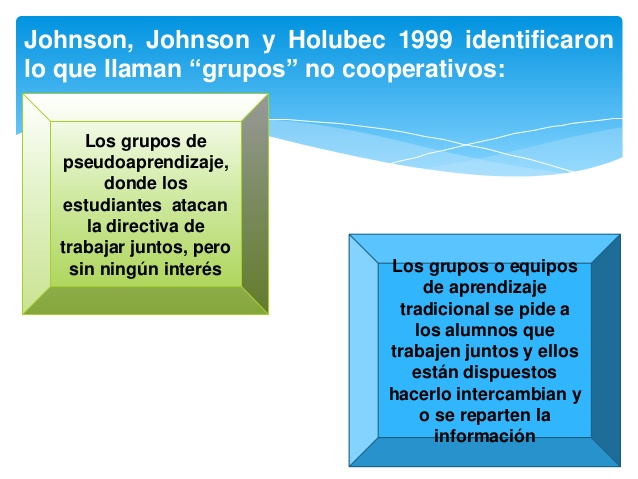 Johnson, Johnson y Holubec 1999 identificaron
lo que llaman “grupos” no cooperativos:
Los grupos de
pseudoaprendizaje,
donde los
estudiantes atacan
la directiva de
trabajar juntos, pero
sin ningún interés
Los grupos o equipos
de aprendizaje
tradicional se pide a
los alumnos que
trabajen juntos y ellos
están dispuestos
hacerlo intercambian y
o se reparten la
información